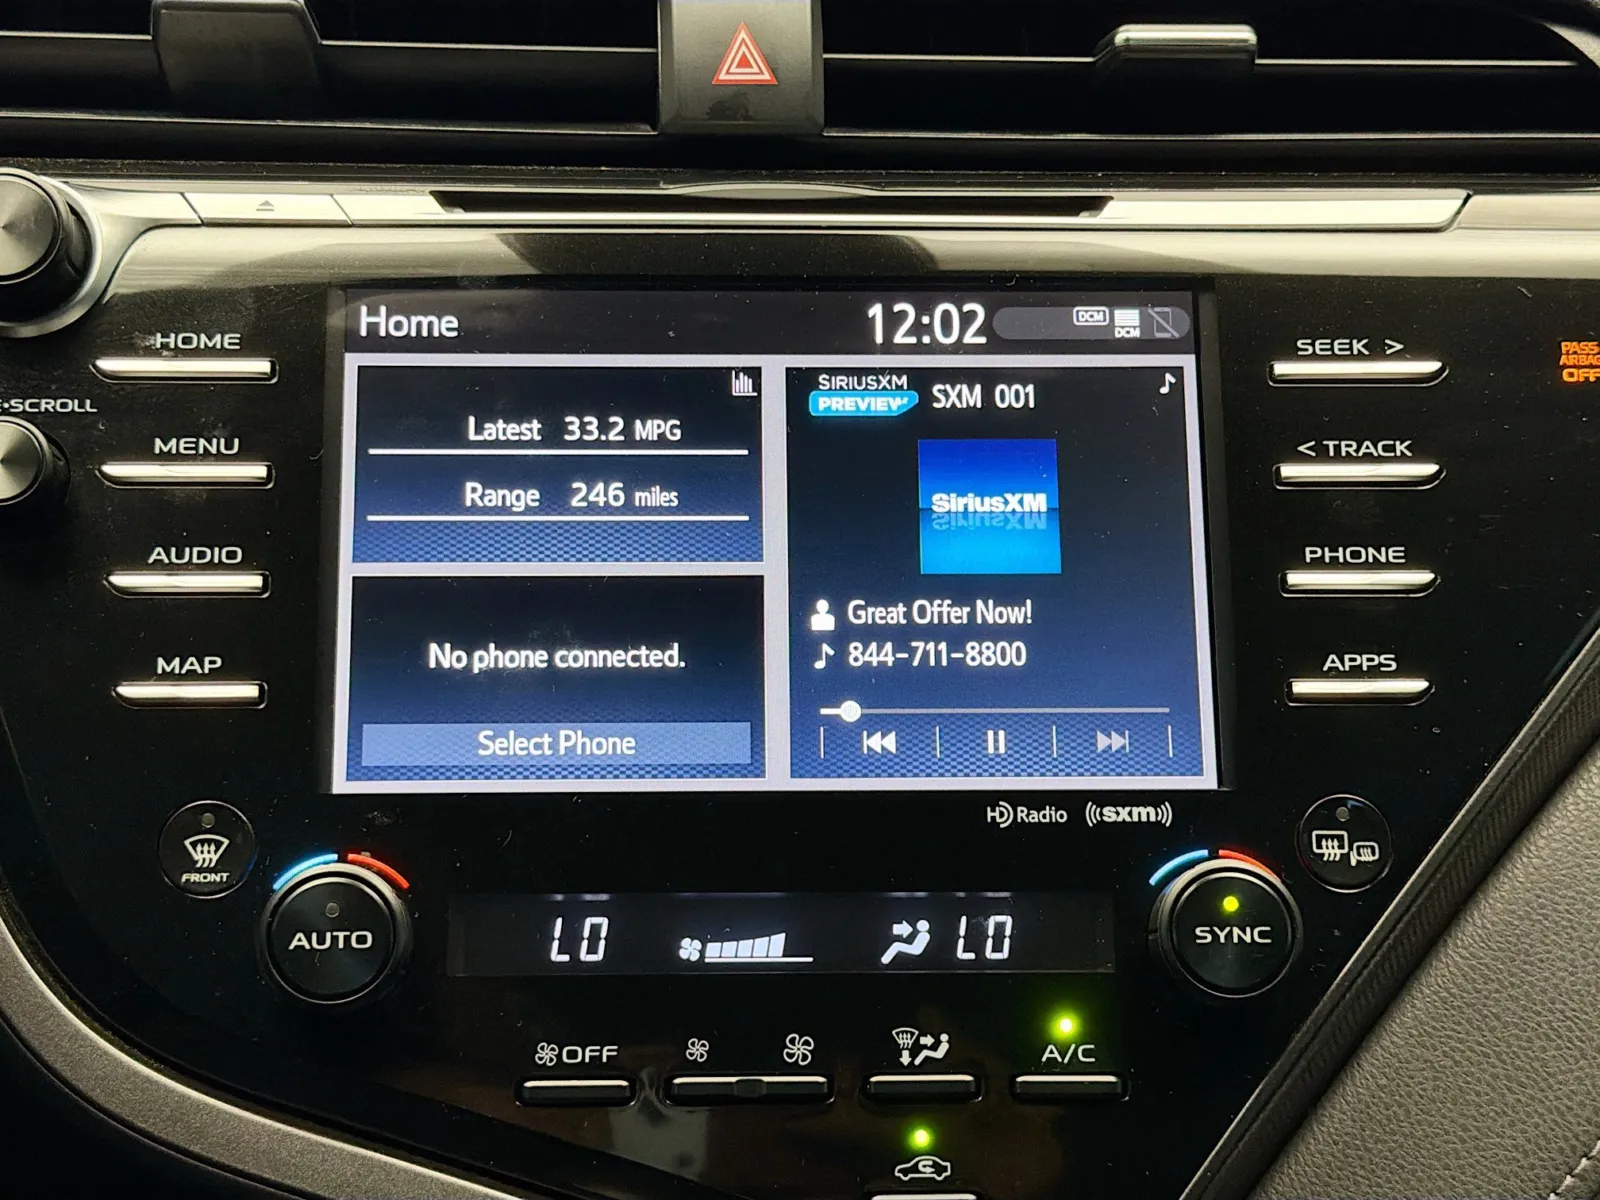 HOME
E•SCROLL
MENU
AUDIO
MAP
Home
12:02
DCM
DCM
Latest 33.2 MPG
Range 246 miles
No phone connected.
Select Phone
SIRIUSXM
PREVIEW
SXM 001
SiriusXM
Great Offer Now!
844-711-8800
HD Radio
((sxm))
SEEK >
< TRACK
PHONE
APPS
PASS
AIRBAG
OFF
FRONT
AUTO
LO
LO
SYNC
OFF
A/C